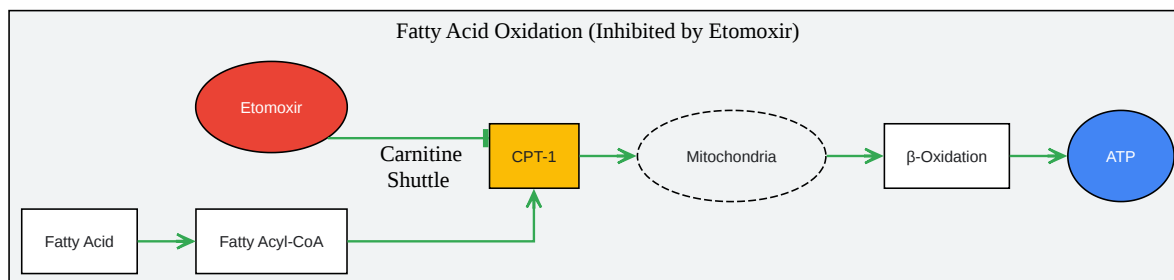 Fatty Acid Oxidation (Inhibited by Etomoxir)
Etomoxir
Carnitine
Shuttle
CPT-1
Mitochondria
β-Oxidation
ATP
Fatty Acid
Fatty Acyl-CoA